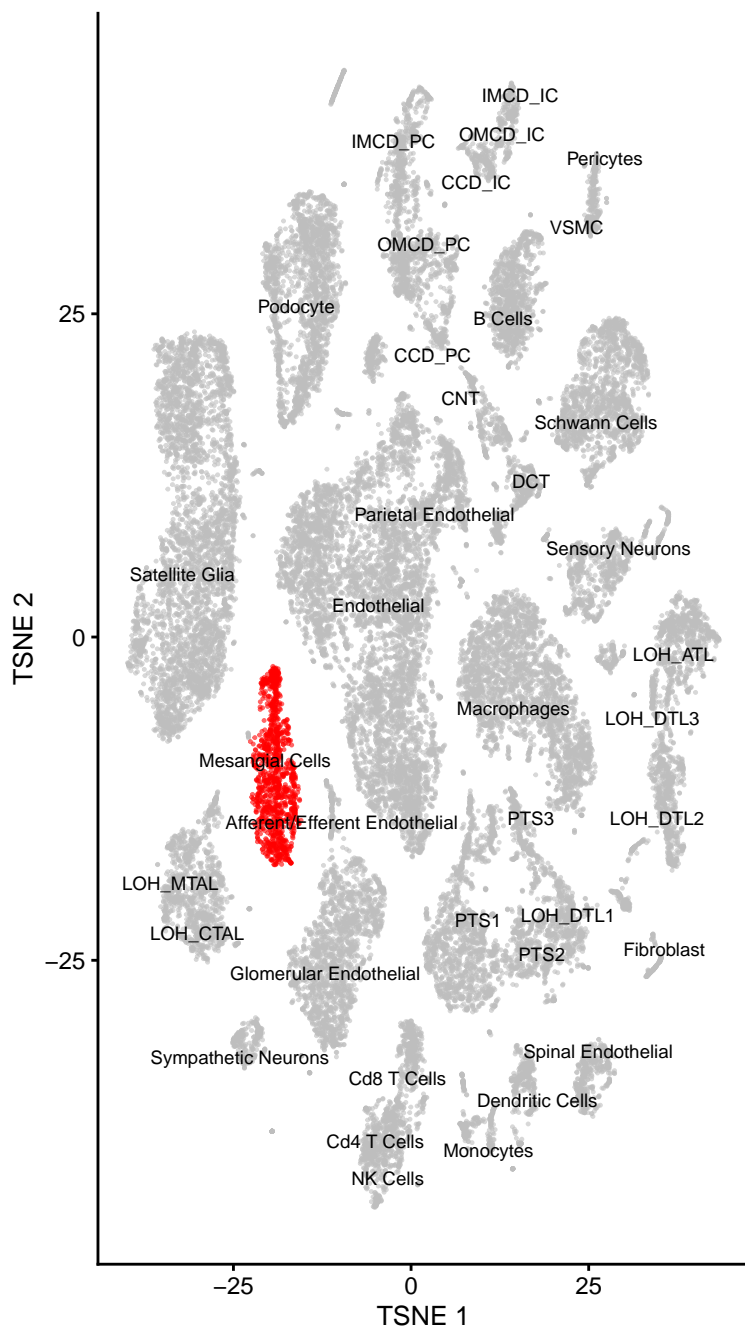 IMCD_IC
OMCD_IC
IMCD_PC
Pericytes
CCD_IC
VSMC
OMCD_PC
Podocyte
B Cells
CCD_PC
CNT
Schwann Cells
DCT
Parietal Endothelial
Sensory Neurons
Satellite Glia
Endothelial
LOH_ATL
Macrophages
LOH_DTL3
Mesangial Cells
Afferent/Efferent Endothelial
PTS3
LOH_DTL2
LOH_MTAL
PTS1
LOH_DTL1
LOH_CTAL
PTS2
Fibroblast
Glomerular Endothelial
Sympathetic Neurons
Spinal Endothelial
Cd8 T Cells
Dendritic Cells
Cd4 T Cells
Monocytes
NK Cells
25
0
−25
TSNE 2
−25
0
25
TSNE 1